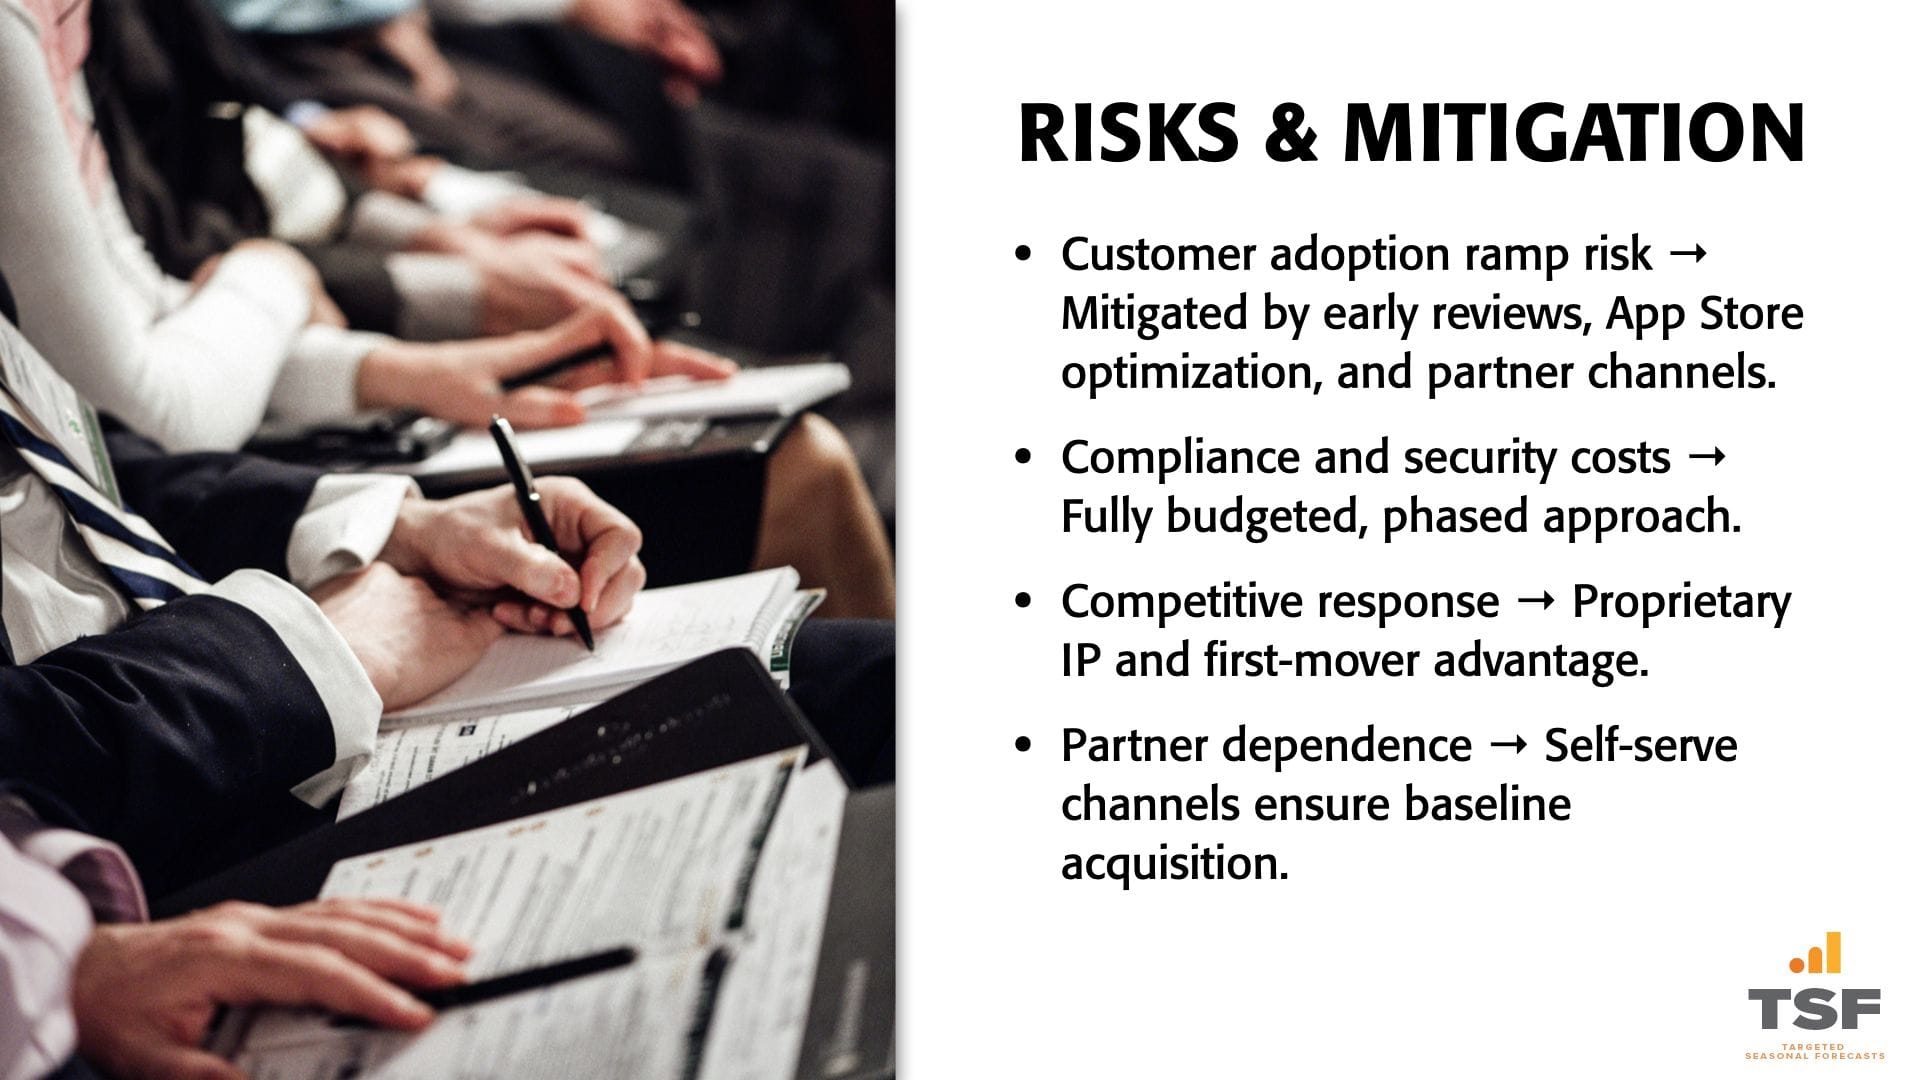 RISKS & MITIGATION
• Customer adoption ramp risk →
Mitigated by early reviews, App Store
optimization, and partner channels.
• Compliance and security costs →
Fully budgeted, phased approach.
• Competitive response → Proprietary
IP and first-mover advantage.
• Partner dependence → Self-serve
channels ensure baseline
acquisition.
TSF
TARGETED
SEASONAL FORECASTS